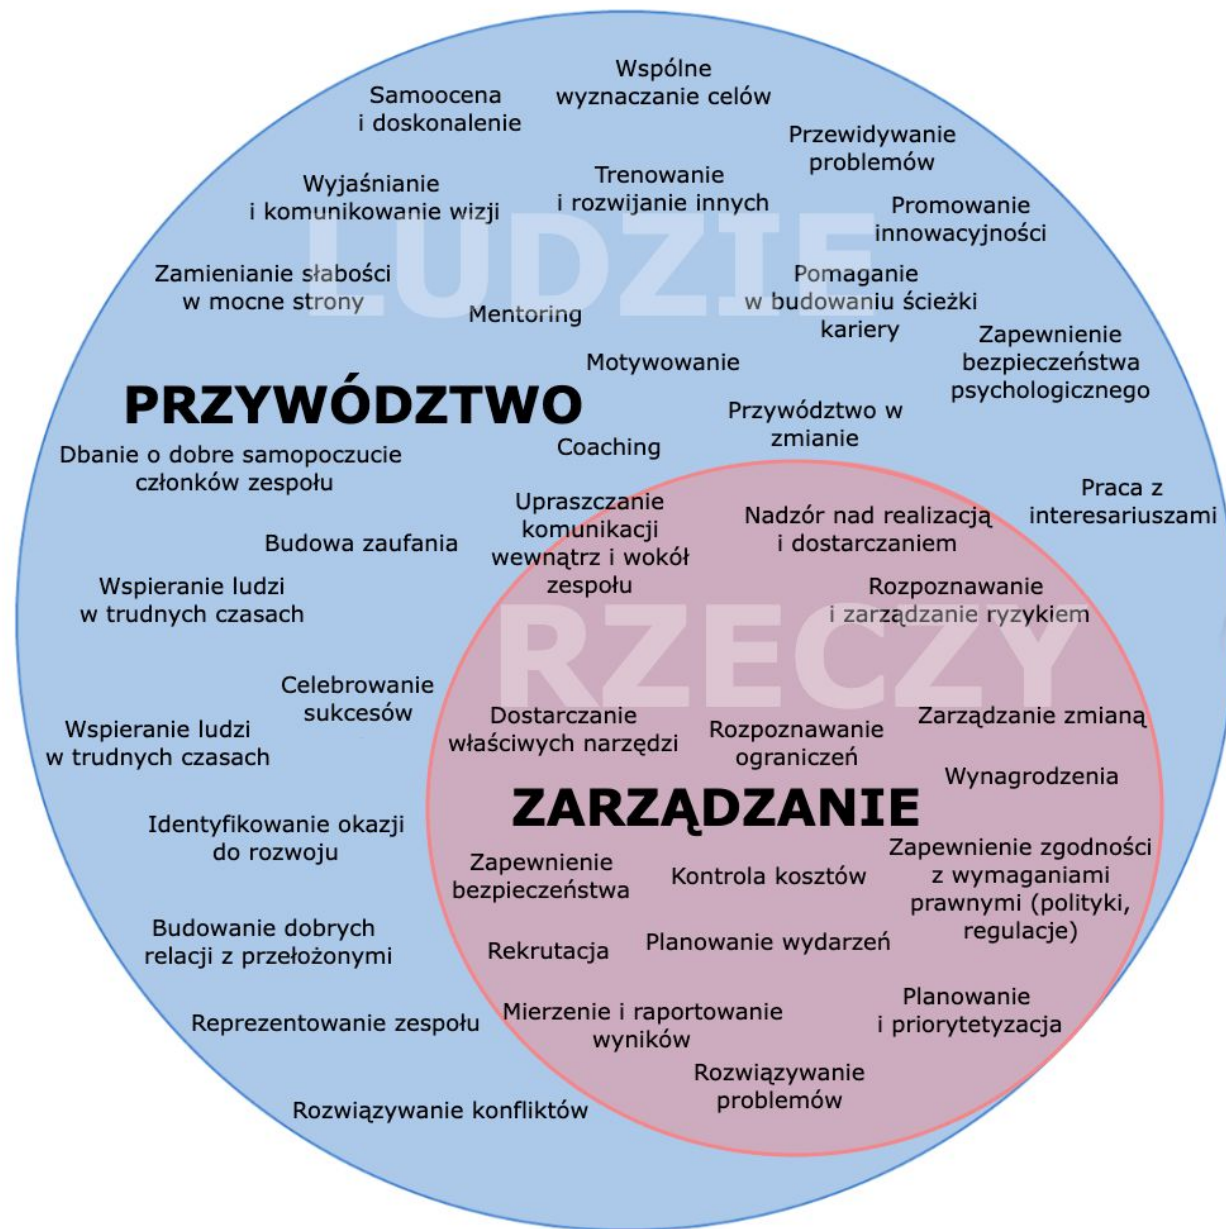 Wspólne
wyznaczanie celów
Samoocena
i doskonalenie
Przewidywanie
problemów
Wyjaśnianie
i komunikowanie wizji
Trenowanie
i rozwijanie innych
Promowanie
innowacyjności
LUDZIE
Zamienianie słabości
w mocne strony
Mentoring
Pomaganie
w budowaniu ścieżki
kariery
Zapewnienie
bezpieczeństwa
psychologicznego
Motywowanie
PRZYWÓDZTWO
Przywództwo w
zmianie
Dbanie o dobre samopoczucie
członków zespołu
Coaching
Praca z
interesariuszami
Upraszczanie
komunikacji
wewnątrz i wokół
zespołu
Nadzór nad realizacją
i dostarczaniem
Budowa zaufania
Wspieranie ludzi
w trudnych czasach
Rozpoznawanie
i zarządzanie ryzykiem
RZECZY
Celebrowanie
sukcesów
Wspieranie ludzi
w trudnych czasach
Dostarczanie
właściwych narzędzi
Rozpoznawanie
ograniczeń
Zarządzanie zmianą
Wynagrodzenia
ZARZĄDZANIE
Identyfikowanie okazji
do rozwoju
Zapewnienie
bezpieczeństwa
Kontrola kosztów
Zapewnienie zgodności
z wymaganiami
prawnymi (polityki,
regulacje)
Budowanie dobrych
relacji z przełożonymi
Rekrutacja
Planowanie wydarzeń
Reprezentowanie zespołu
Mierzenie i raportowanie
wyników
Planowanie
i priorytetyzacja
Rozwiązywanie
problemów
Rozwiązywanie konfliktów